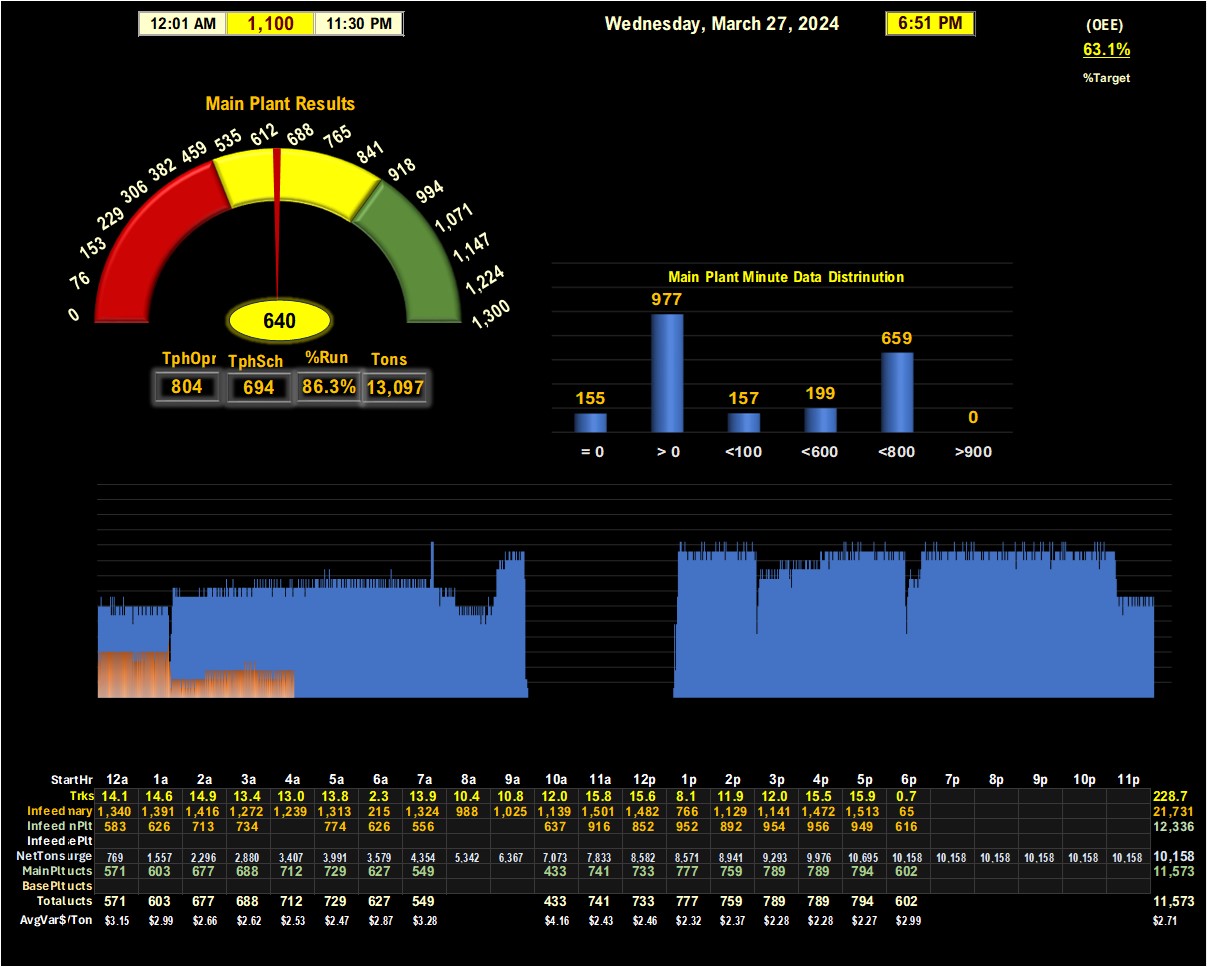 12:01 AM 1,100 11:30 PM Wednesday, March 27, 2024 6:51 PM (OEE)
63.1%
%Target
Main Plant Results
0 76 153 229 306 382 459 535 612 688 765 841 918 994 1,071 1,147 1,224 1,300
640
TphOpr TphSch %Run Tons
804 694 86.3% 13,097
Main Plant Minute Data Distrinution
155 977 157 199 659 0
= 0 > 0 <100 <600 <800 >900
StartHr 12a 1a 2a 3a 4a 5a 6a 7a 8a 9a 10a 11a 12p 1p 2p 3p 4p 5p 6p 7p 8p 9p 10p 11p
Trks 14.1 14.6 14.9 13.4 13.0 13.8 2.3 13.9 10.4 10.8 12.0 15.8 15.6 8.1 11.9 12.0 15.5 15.9 0.7 228.7
Infeed nary 1,340 1,391 1,416 1,272 1,239 1,313 215 1,324 988 1,025 1,139 1,501 1,482 766 1,129 1,141 1,472 1,513 65 21,731
Infeed nPlt 583 626 713 734 774 626 556 637 916 852 952 892 954 956 949 616 12,336
Infeed ePlt
NetTons urge 769 1,557 2,296 2,880 3,407 3,991 3,579 4,354 5,342 6,367 7,073 7,833 8,582 8,571 8,941 9,293 9,976 10,695 10,158 10,158 10,158 10,158 10,158 10,158 10,158
MainPlt ucts 571 603 677 688 712 729 627 549 433 741 733 777 759 789 789 794 602 11,573
BasePlt ucts
Total ucts 571 603 677 688 712 729 627 549 433 741 733 777 759 789 789 794 602 11,573
AvgVar$/Ton $3.15 $2.99 $2.66 $2.62 $2.53 $2.47 $2.87 $3.28 $4.16 $2.43 $2.46 $2.32 $2.37 $2.28 $2.28 $2.27 $2.99 $2.71